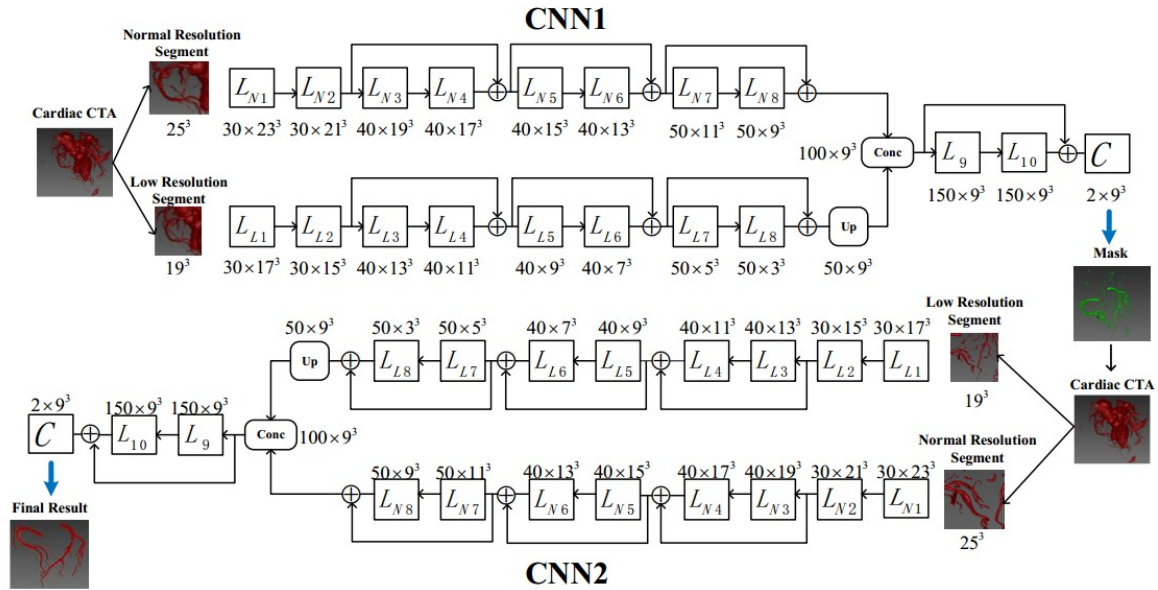 CNN1
Normal Resolution
Segment
Cardiac CTA
25³
L_N1 L_N2 L_N3 L_N4 L_N5 L_N6 L_N7 L_N8
30×23³ 30×21³ 40×19³ 40×17³ 40×15³ 40×13³ 50×11³ 50×9³
100×9³ Conc L_9 L_10 C
150×9³ 150×9³ 2×9³
Low Resolution
Segment
19³
L_L1 L_L2 L_L3 L_L4 L_L5 L_L6 L_L7 L_L8 Up
30×17³ 30×15³ 40×13³ 40×11³ 40×9³ 40×7³ 50×5³ 50×3³ 50×9³
Mask
50×9³ 50×3³ 50×5³ 40×7³ 40×9³ 40×11³ 40×13³ 30×15³ 30×17³
Up L_L8 L_L7 L_L6 L_L5 L_L4 L_L3 L_L2 L_L1
Low Resolution
Segment
19³
Cardiac CTA
2×9³ 150×9³ 150×9³
C L_10 L_9 Conc 100×9³
Normal Resolution
Segment
50×9³ 50×11³ 40×13³ 40×15³ 40×17³ 40×19³ 30×21³ 30×23³
L_N8 L_N7 L_N6 L_N5 L_N4 L_N3 L_N2 L_N1
25³
Final Result
CNN2